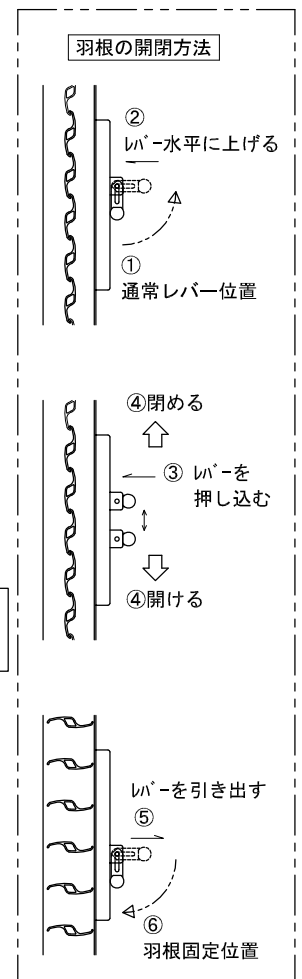 羽根の開閉方法
②
ﾚﾊﾞｰ水平に上げる
①
通常レバー位置
④閉める
③ ﾚﾊﾞｰを
押し込む
④開ける
ﾚﾊﾞｰを引き出す
⑤
⑥
羽根固定位置